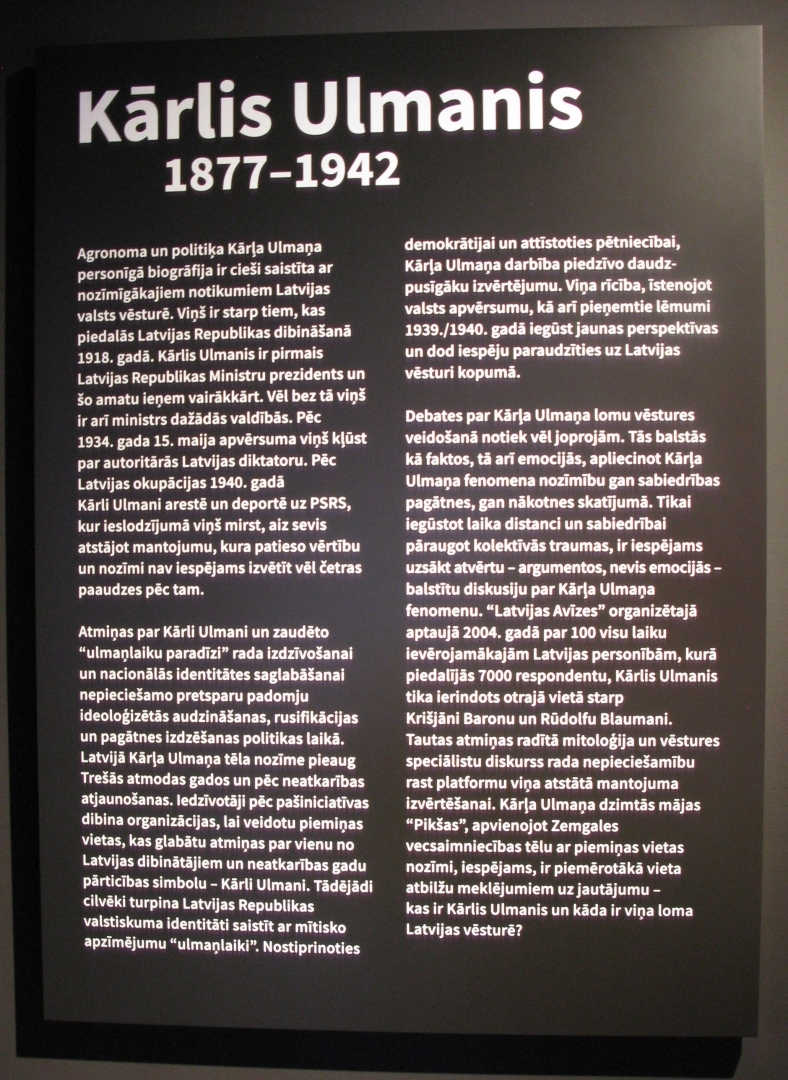 Kārlis Ulmanis
1877–1942
Agronoma un politiķa Kārļa Ulmaņa
personīgā biogrāfija ir cieši saistīta ar
nozīmīgākajiem notikumiem Latvijas
valsts vēsturē. Viņš ir starp tiem, kas
piedalās Latvijas Republikas dibināšanā
1918. gadā. Kārlis Ulmanis ir pirmais
Latvijas Republikas Ministru prezidents un
šo amatu ieņem vairākkārt. Vēl bez tā viņš
ir arī ministrs dažādās valdībās. Pēc
1934. gada 15. maija apvērsuma viņš kļūst
par autoritārās Latvijas diktatoru. Pēc
Latvijas okupācijas 1940. gadā
Kārli Ulmani arestē un deportē uz PSRS,
kur ieslodzījumā viņš mirst, aiz sevis
atstājot mantojumu, kura patieso vērtību
un nozīmi nav iespējams izvētīt vēl četras
paaudzes pēc tam.
Atmiņas par Kārli Ulmani un zaudēto
“ulmaņlaiku paradīzi” rada izdzīvošanai
un nacionālās identitātes saglabāšanai
nepieciešamo pretsparu padomju
ideoloģizētās audzināšanas, rusifikācijas
un pagātnes izdzēšanas politikas laikā.
Latvijā Kārļa Ulmaņa tēla nozīme pieaug
Trešās atmodas gados un pēc neatkarības
atjaunošanas. Iedzīvotāji pēc pašiniciatīvas
dibina organizācijas, lai veidotu piemiņas
vietas, kas glabātu atmiņas par vienu no
Latvijas dibinātājiem un neatkarības gadu
pārticības simbolu – Kārli Ulmani. Tādējādi
cilvēki turpina Latvijas Republikas
valstiskuma identitāti saistīt ar mītisko
apzīmējumu “ulmaņlaiki”. Nostiprinoties
demokrātijai un attīstoties pētniecībai,
Kārļa Ulmaņa darbība piedzīvo daudz-
pusīgāku izvērtējumu. Viņa rīcība, īstenojot
valsts apvērsumu, kā arī pieņemtie lēmumi
1939./1940. gadā iegūst jaunas perspektīvas
un dod iespēju paraudzīties uz Latvijas
vēsturi kopumā.
Debates par Kārļa Ulmaņa lomu vēstures
veidošanā notiek vēl joprojām. Tās balstās
kā faktos, tā arī emocijās, apliecinot Kārļa
Ulmaņa fenomena nozīmību gan sabiedrības
pagātnes, gan nākotnes skatījumā. Tikai
iegūstot laika distanci un sabiedrībai
pāraugot kolektīvās traumas, ir iespējams
uzsākt atvērtu – argumentos, nevis emocijās –
balstītu diskusiju par Kārļa Ulmaņa
fenomenu. “Latvijas Avīzes” organizētajā
aptaujā 2004. gadā par 100 visu laiku
ievērojamākajām Latvijas personībām, kurā
piedalījās 7000 respondentu, Kārlis Ulmanis
tika ierindots otrajā vietā starp
Krišjāni Baronu un Rūdolfu Blaumani.
Tautas atmiņas radītā mitoloģija un vēstures
speciālistu diskurss rada nepieciešamību
rast platformu viņa atstātā mantojuma
izvērtēšanai. Kārļa Ulmaņa dzimtās mājas
“Pikšas”, apvienojot Zemgales
vecsaimniecības tēlu ar piemiņas vietas
nozīmi, iespējams, ir piemērotākā vieta
atbilžu meklējumiem uz jautājumu –
kas ir Kārlis Ulmanis un kāda ir viņa loma
Latvijas vēsturē?